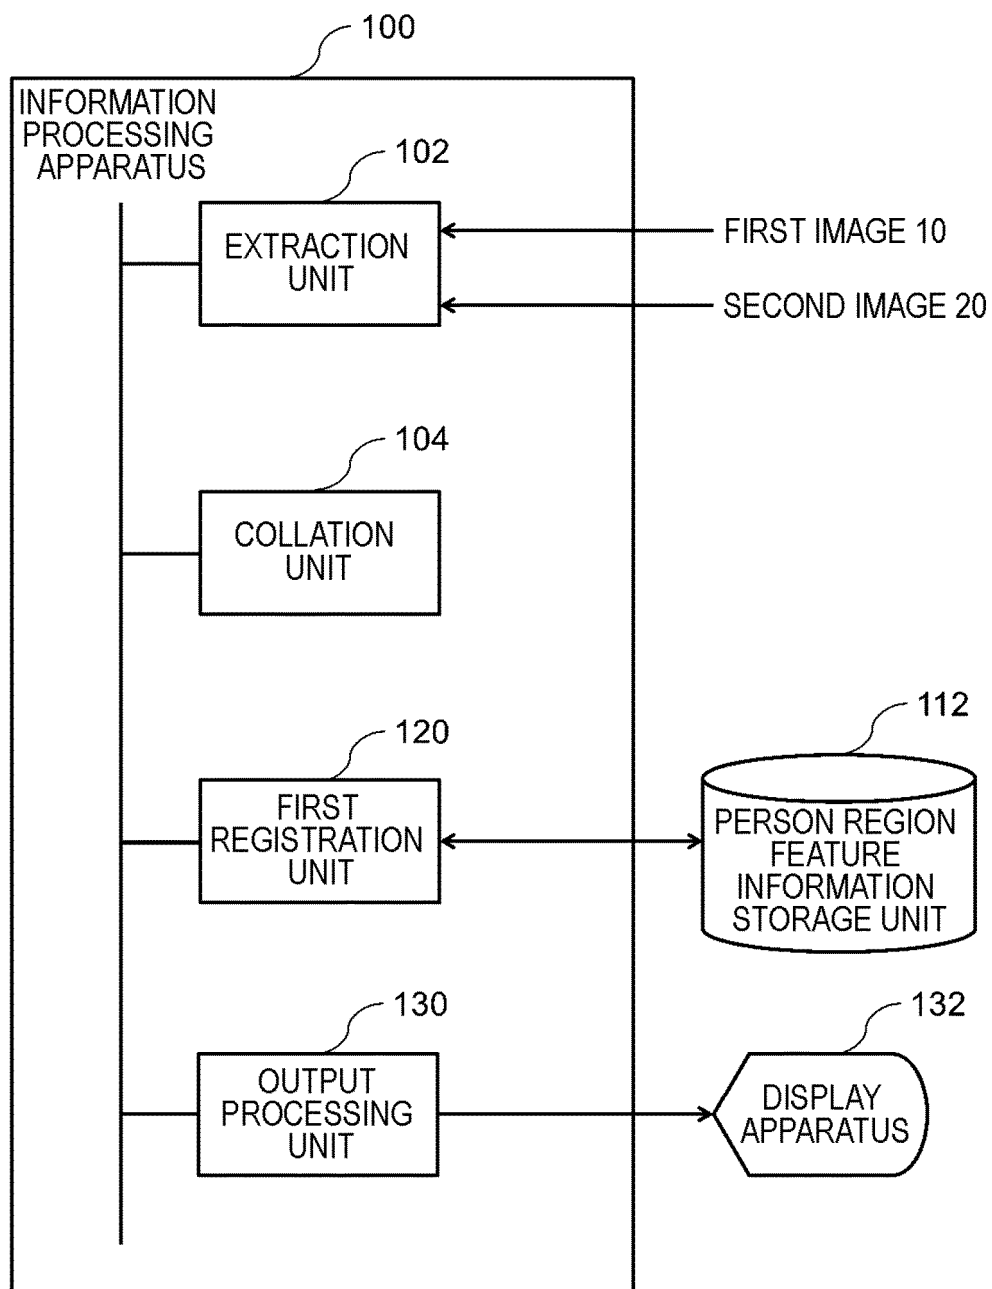 100
INFORMATION
PROCESSING
APPARATUS
102
EXTRACTION
UNIT
FIRST IMAGE 10
SECOND IMAGE 20
104
COLLATION
UNIT
120
FIRST
REGISTRATION
UNIT
112
PERSON REGION
FEATURE
INFORMATION
STORAGE UNIT
130
OUTPUT
PROCESSING
UNIT
132
DISPLAY
APPARATUS